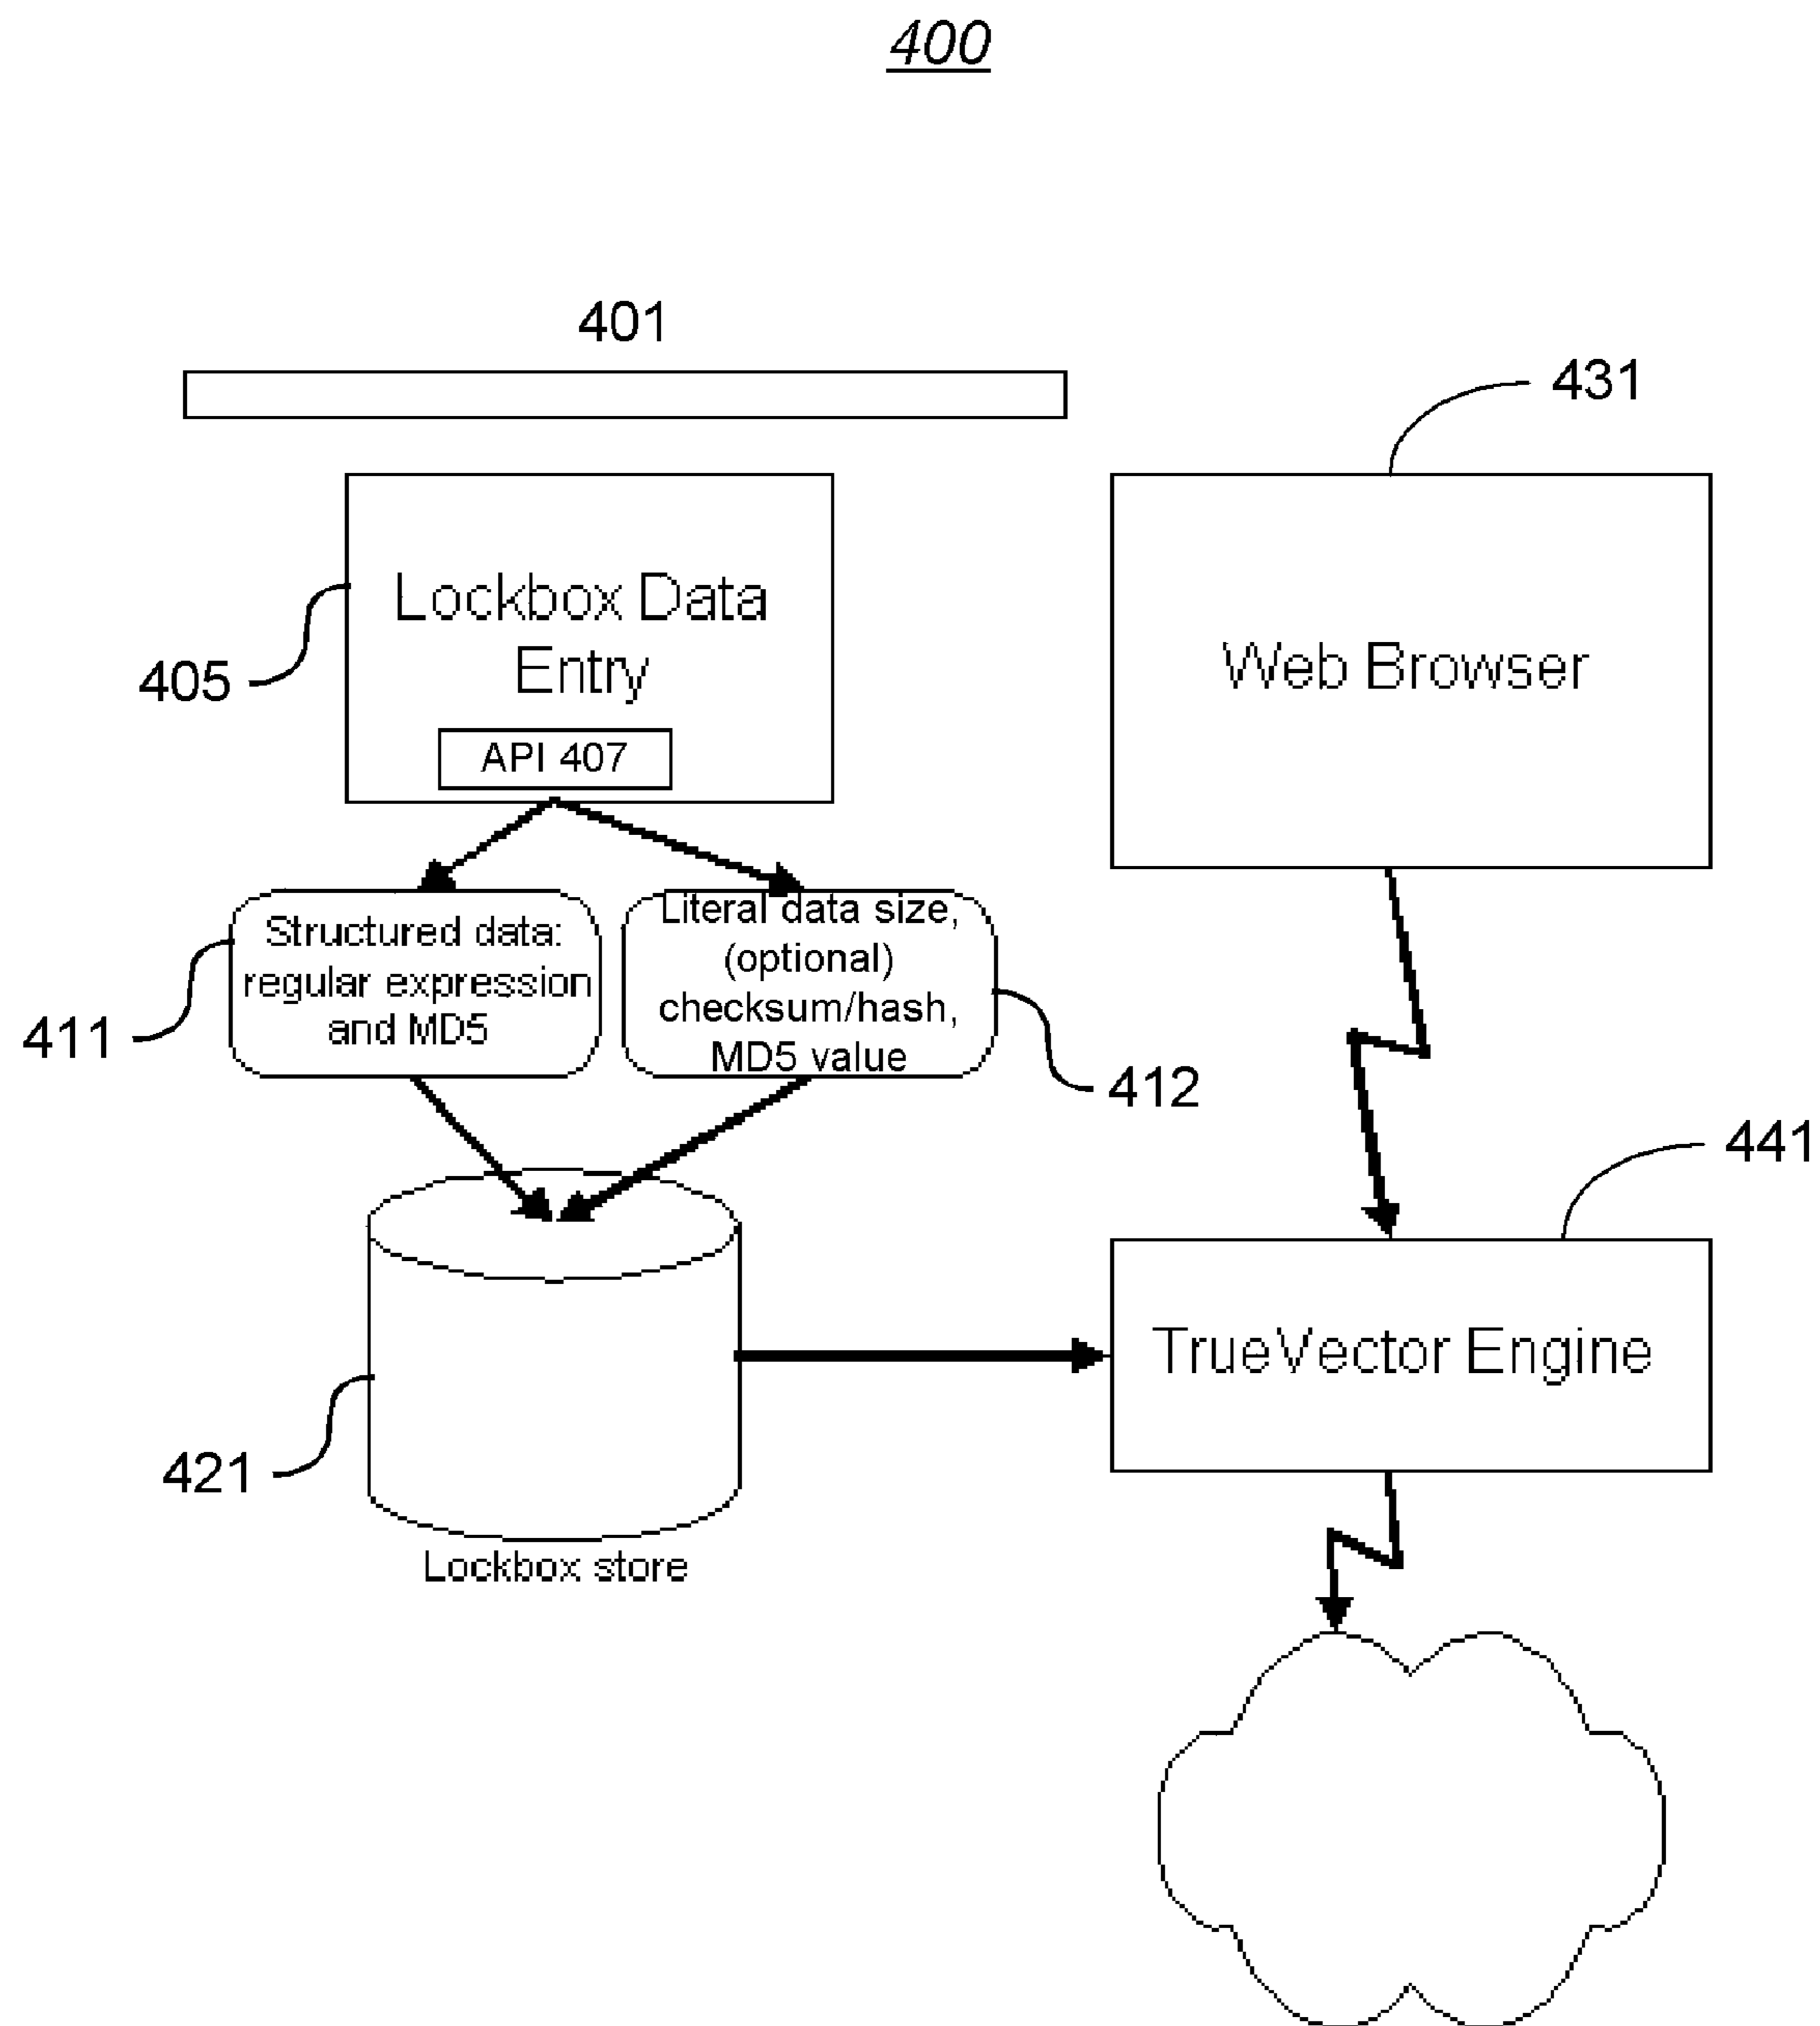 400
401
431
Lockbox Data
Entry
405
API 407
Web Browser
Structured data:
regular expression
and MD5
411
Literal data size,
(optional)
checksum/hash,
MD5 value
412
441
TrueVector Engine
421
Lockbox store